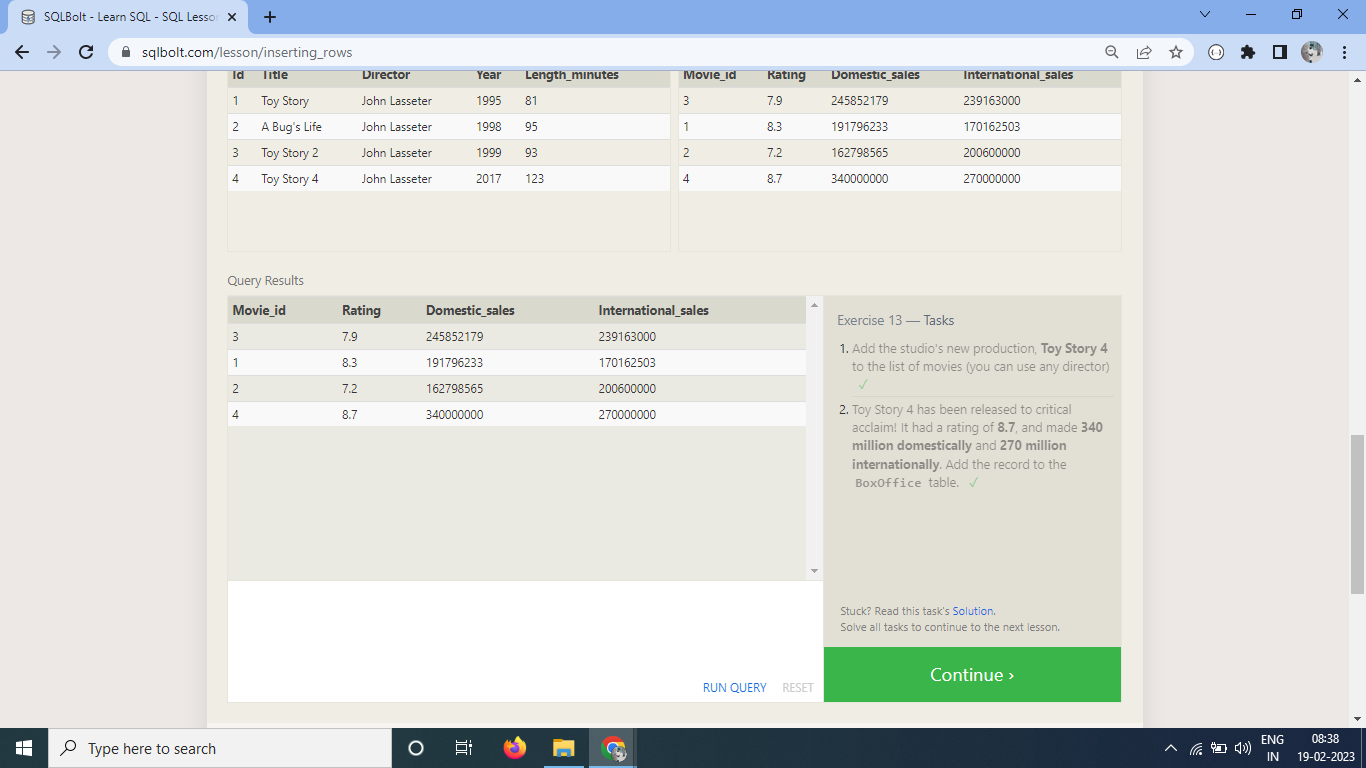 SQLBolt - Learn SQL - SQL Lesson
sqlbolt.com/lesson/inserting_rows
Id Title Director Year Length_minutes
1 Toy Story John Lasseter 1995 81
2 A Bug's Life John Lasseter 1998 95
3 Toy Story 2 John Lasseter 1999 93
4 Toy Story 4 John Lasseter 2017 123
Movie_id Rating Domestic_sales International_sales
3 7.9 245852179 239163000
1 8.3 191796233 170162503
2 7.2 162798565 200600000
4 8.7 340000000 270000000
Query Results
Movie_id Rating Domestic_sales International_sales
3 7.9 245852179 239163000
1 8.3 191796233 170162503
2 7.2 162798565 200600000
4 8.7 340000000 270000000
RUN QUERY RESET
Exercise 13 — Tasks
1. Add the studio's new production, Toy Story 4
to the list of movies (you can use any director)
✓
2. Toy Story 4 has been released to critical
acclaim! It had a rating of 8.7, and made 340
million domestically and 270 million
internationally. Add the record to the
BoxOffice table. ✓
Stuck? Read this task's Solution.
Solve all tasks to continue to the next lesson.
Continue ›
Type here to search
ENG
IN
08:38
19-02-2023